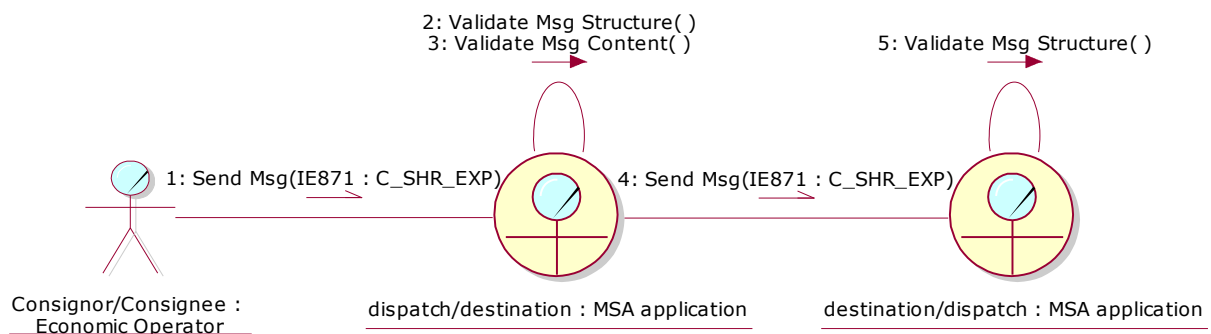 2: Validate Msg Structure( )
3: Validate Msg Content( )
5: Validate Msg Structure( )
1: Send Msg(IE871 : C_SHR_EXP)
4: Send Msg(IE871 : C_SHR_EXP)
Consignor/Consignee :
Economic Operator
dispatch/destination : MSA application
destination/dispatch : MSA application